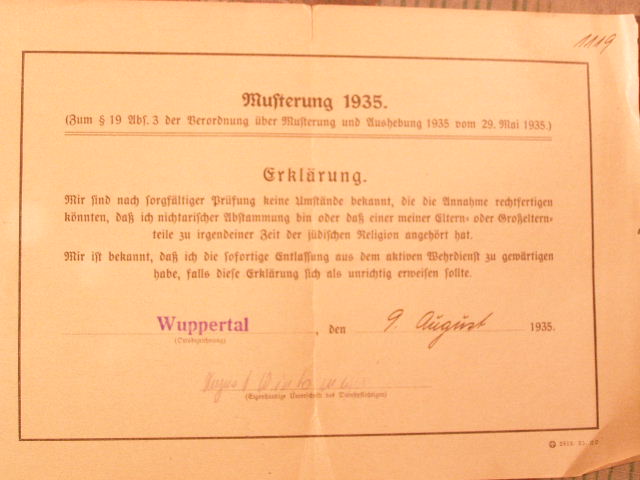 1119
Musterung 1935.
(Zum § 19 Abs. 3 der Verordnung über Musterung und Aushebung 1935 vom 29. Mai 1935.)
Erklärung.
Mir sind nach sorgfältiger Prüfung keine Umstände bekannt, die die Annahme rechtfertigen
könnten, daß ich nichtarischer Abstammung bin oder daß einer meiner Eltern- oder Großeltern-
teile zu irgendeiner Zeit der jüdischen Religion angehört hat.
Mir ist bekannt, daß ich die sofortige Entlassung aus dem aktiven Wehrdienst zu gewärtigen
habe, falls diese Erklärung sich als unrichtig erweisen sollte.
Wuppertal, den 9. August 1935.
(Ortsbezeichnung)
(Eigenhändige Unterschrift des Dienstpflichtigen)